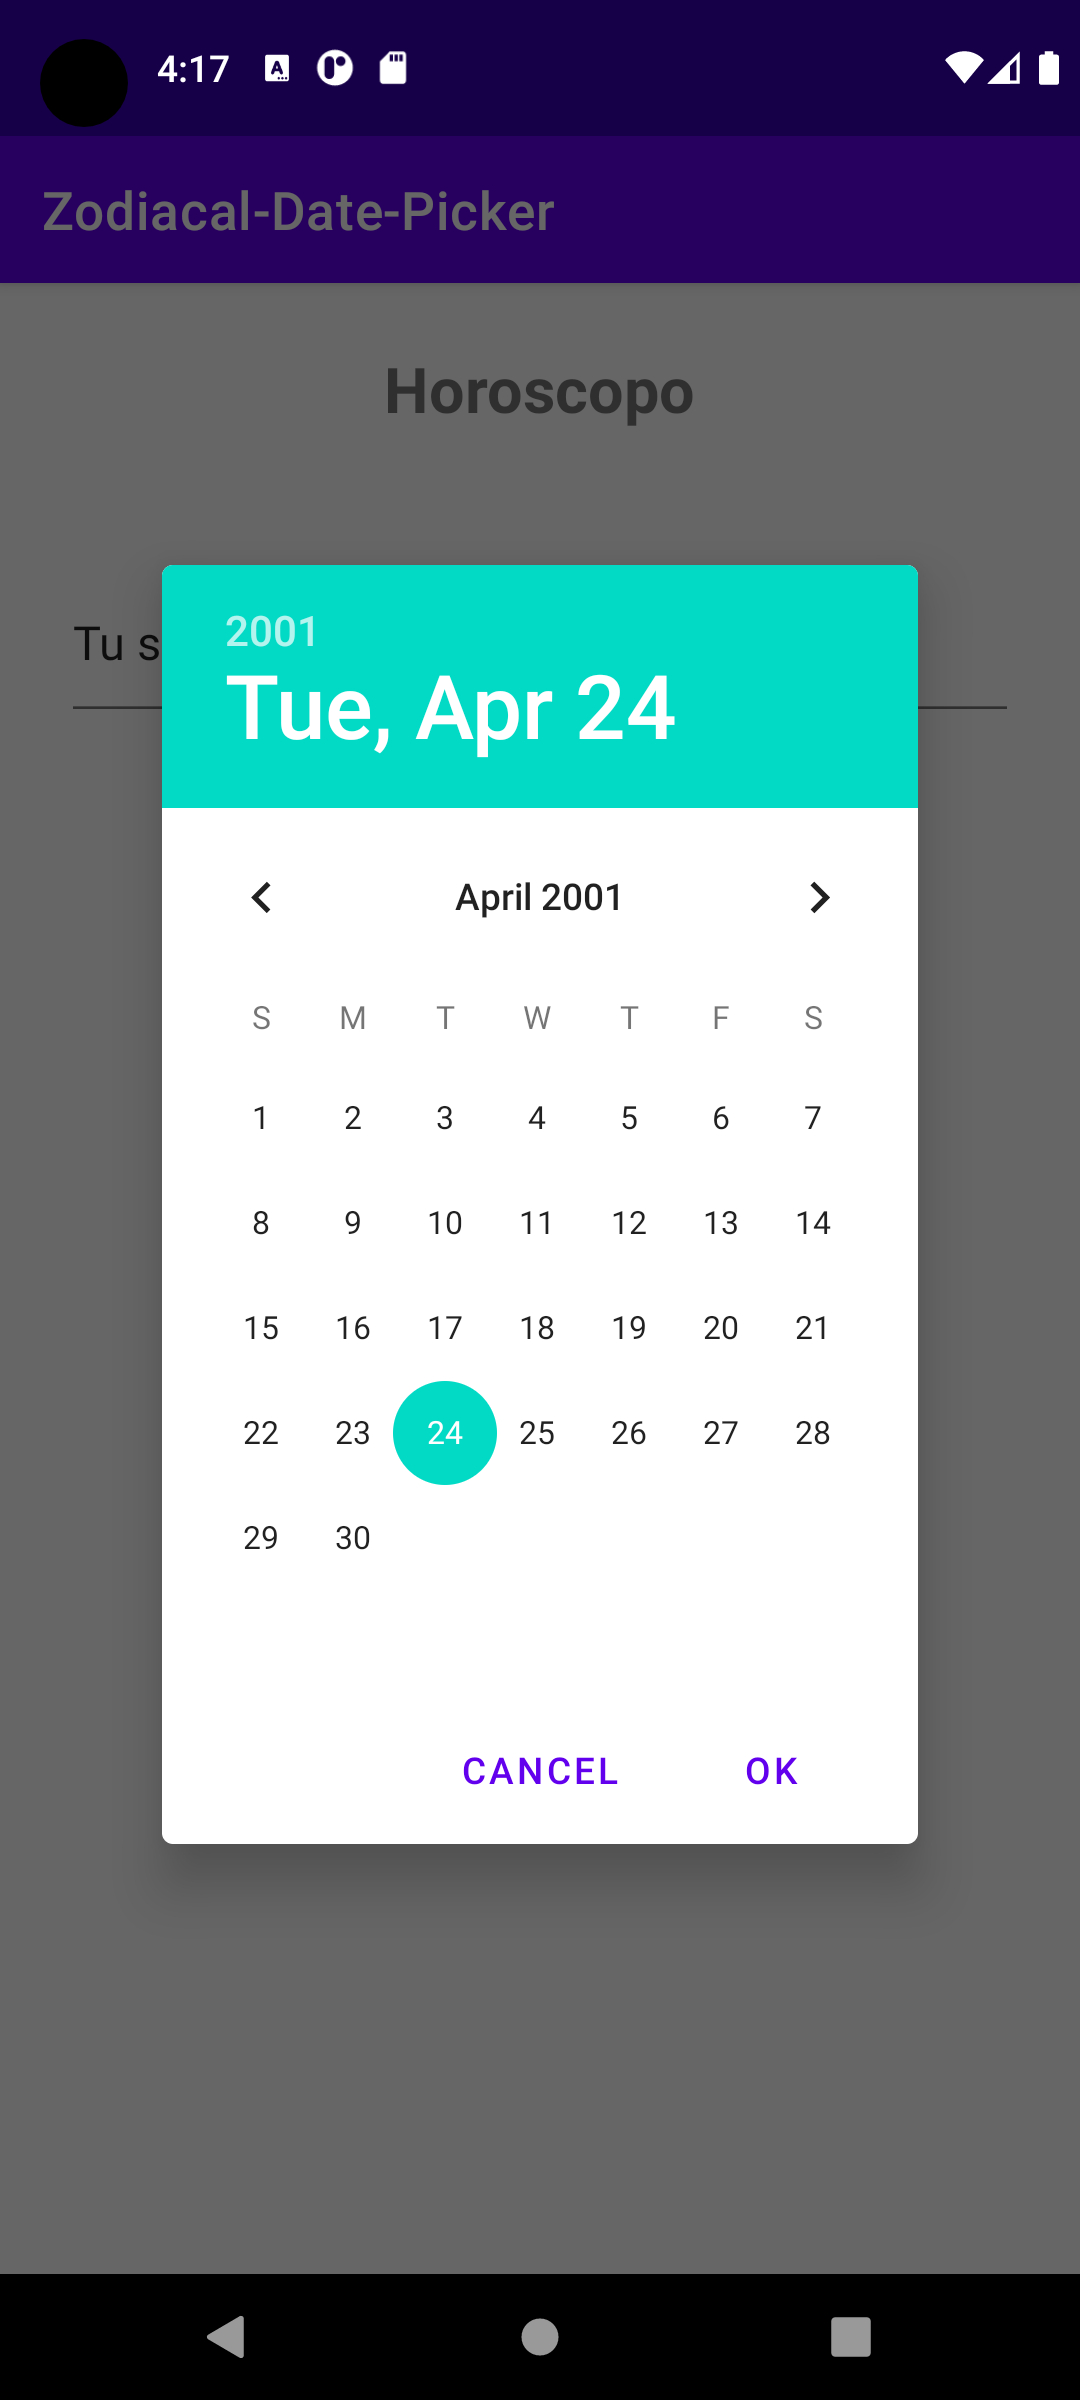 4:17
Zodiacal-Date-Picker
Horoscopo
Tu s
2001
Tue, Apr 24
April 2001
S M T W T F S
1 2 3 4 5 6 7
8 9 10 11 12 13 14
15 16 17 18 19 20 21
22 23 24 25 26 27 28
29 30
CANCEL OK